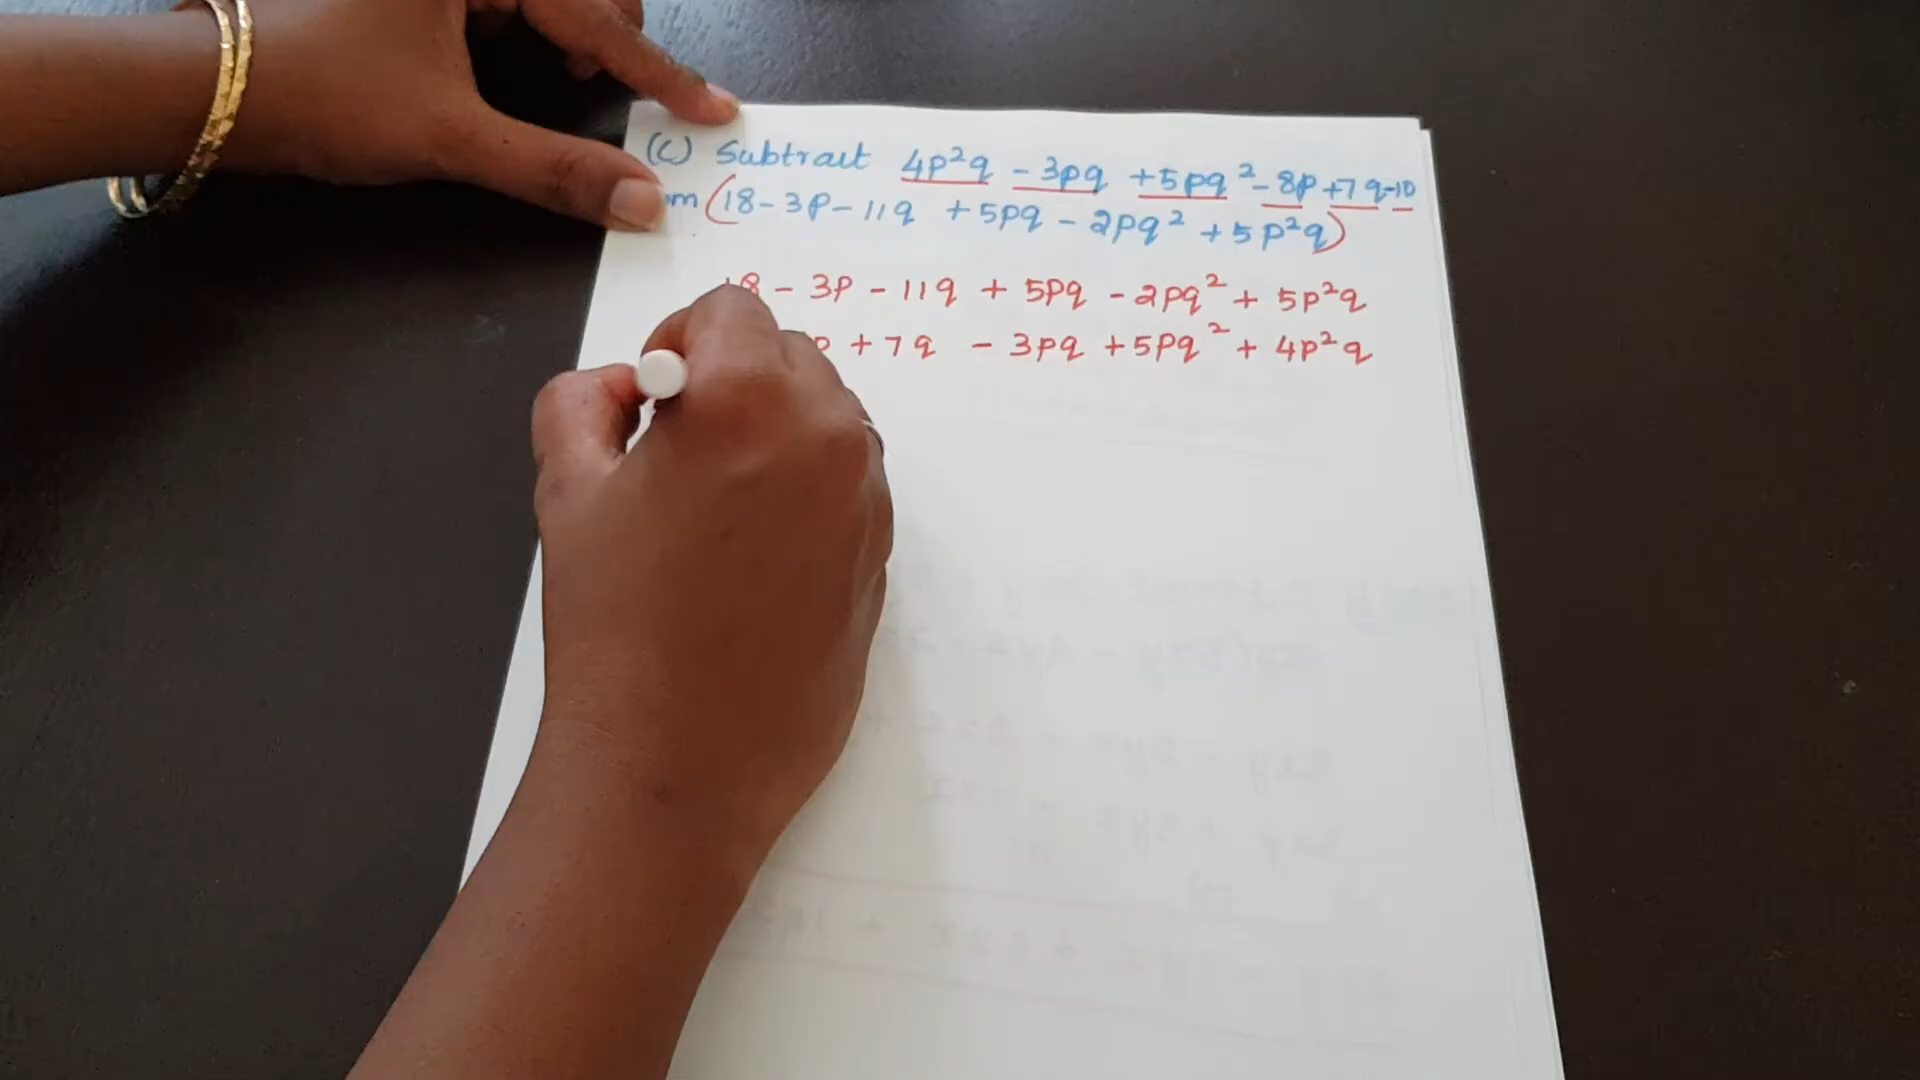 (c) Subtract 4p²q - 3pq + 5pq² - 8p + 7q - 10
(18 - 3p - 11q + 5pq - 2pq² + 5p²q)
18 - 3p - 11q + 5pq - 2pq² + 5p²q
p + 7q - 3pq + 5pq² + 4p²q